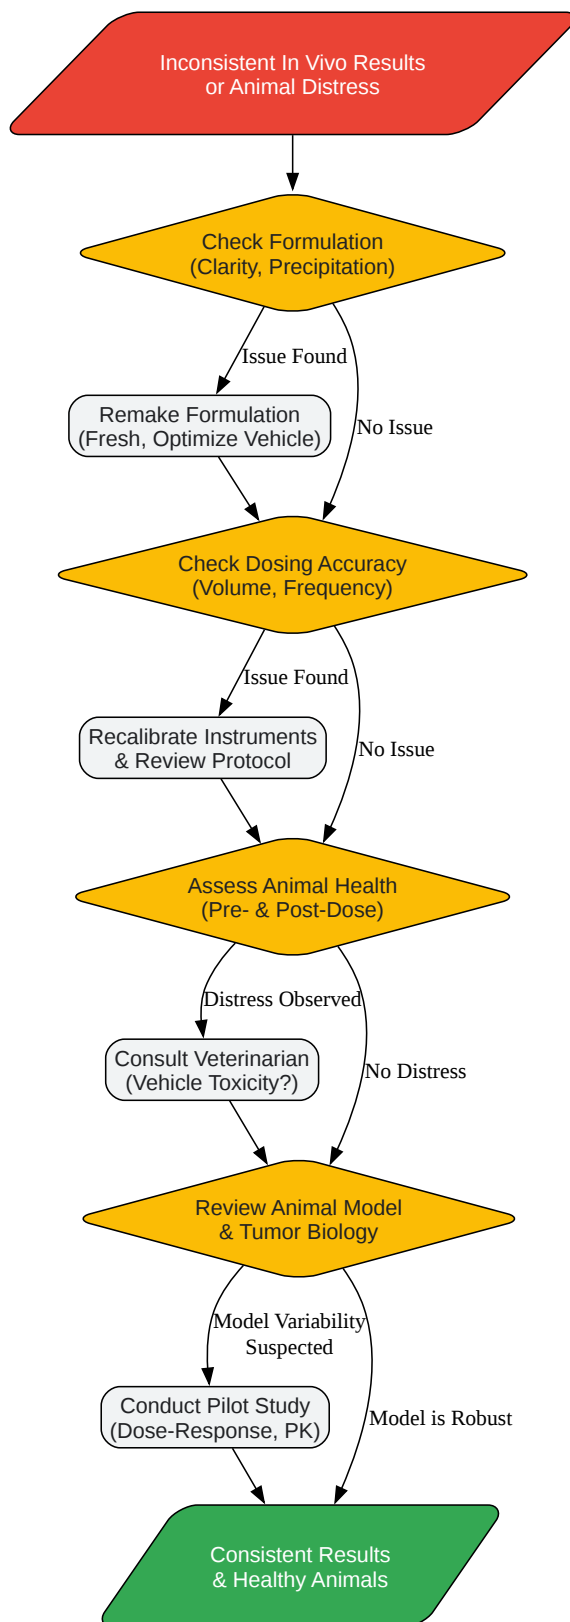 Inconsistent In Vivo Results
or Animal Distress
Check Formulation
(Clarity, Precipitation)
Issue Found
Remake Formulation
(Fresh, Optimize Vehicle)
No Issue
Check Dosing Accuracy
(Volume, Frequency)
Issue Found
Recalibrate Instruments
& Review Protocol
No Issue
Assess Animal Health
(Pre- & Post-Dose)
Distress Observed
Consult Veterinarian
(Vehicle Toxicity?)
No Distress
Review Animal Model
& Tumor Biology
Model Variability
Suspected
Conduct Pilot Study
(Dose-Response, PK)
Model is Robust
Consistent Results
& Healthy Animals